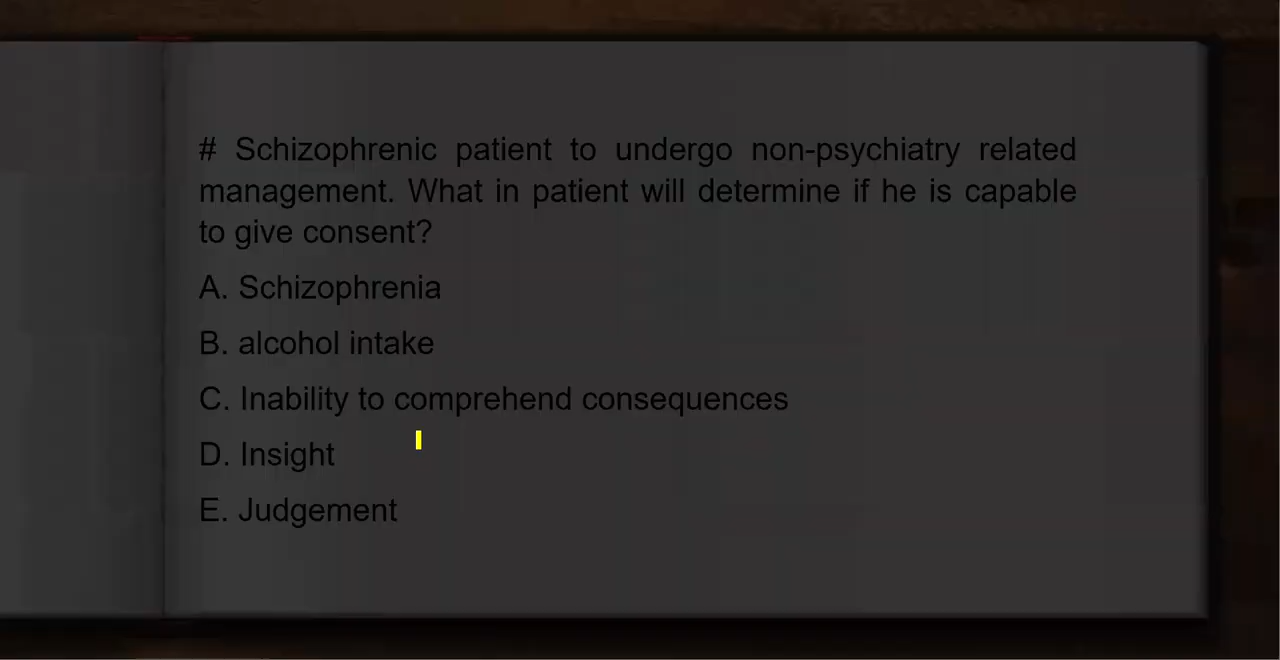 # Schizophrenic patient to undergo non-psychiatry related
management. What in patient will determine if he is capable
to give consent?
A. Schizophrenia
B. alcohol intake
C. Inability to comprehend consequences
D. Insight
E. Judgement